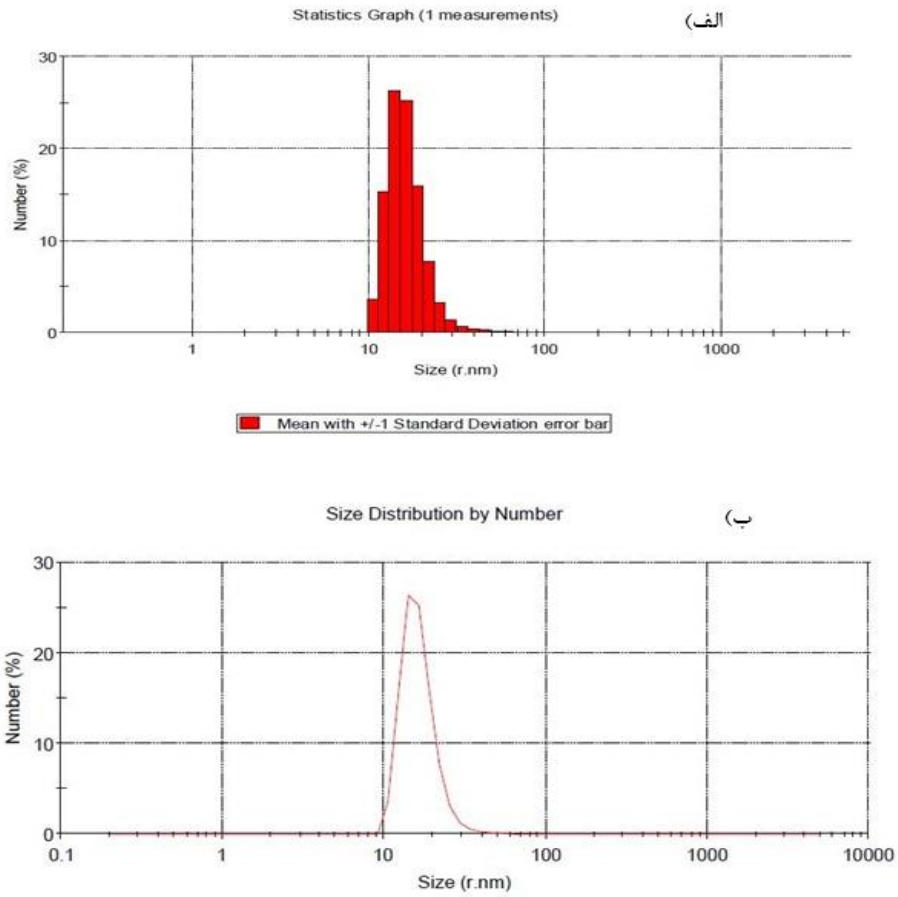 Statistics Graph (1 measurements)
الف)
30
20
10
0
Number (%)
1 10 100 1000
Size (r.nm)
Mean with +/-1 Standard Deviation error bar
Size Distribution by Number
ب)
30
20
10
0
Number (%)
0.1 1 10 100 1000 10000
Size (r.nm)